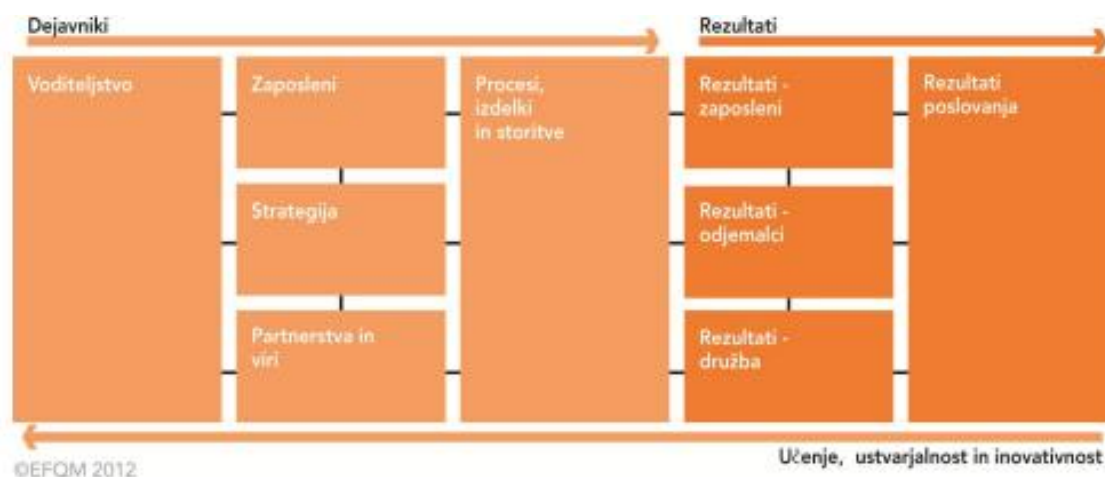 Dejavniki
Rezultati
Voditeljstvo
Zaposleni
Procesi,
izdelki
in storitve
Rezultati -
zaposleni
Rezultati
poslovanja
Strategija
Rezultati -
odjemalci
Partnerstva in
viri
Rezultati -
družba
Učenje, ustvarjalnost in inovativnost
©EFQM 2012